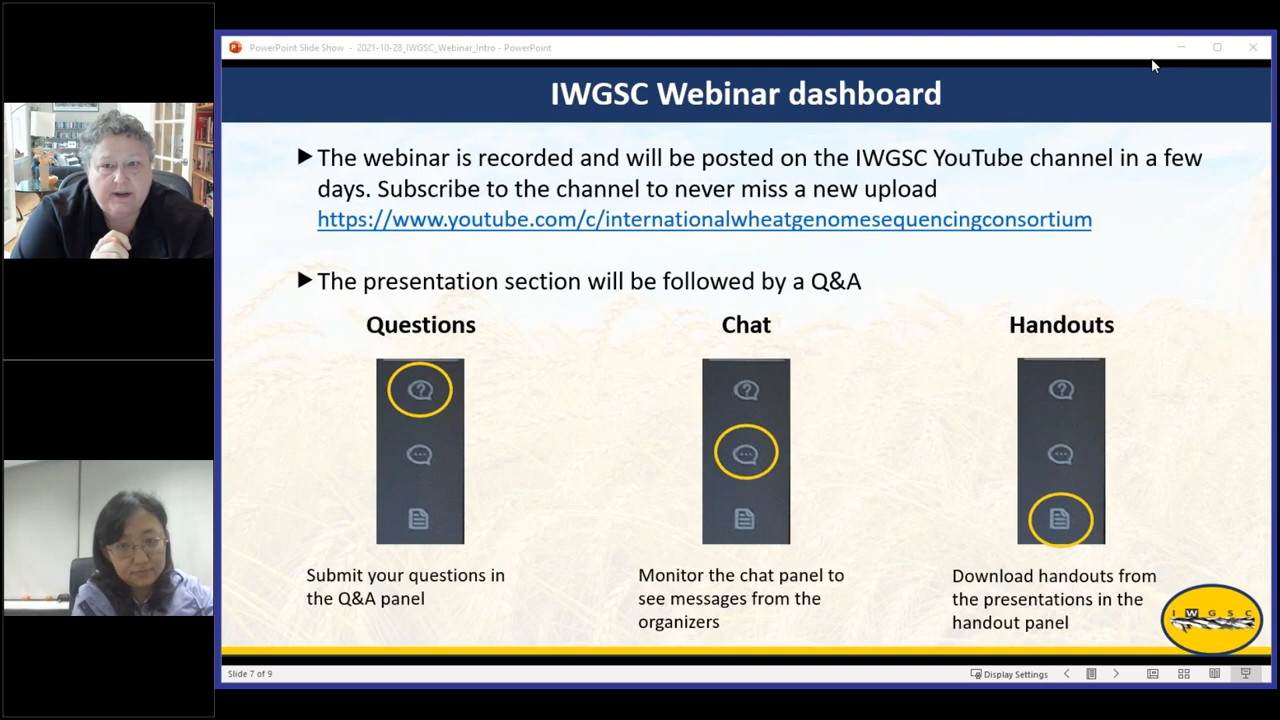 PowerPoint Slide Show - 2021-10-28_IWGSC_Webinar_Intro - PowerPoint
IWGSC Webinar dashboard
The webinar is recorded and will be posted on the IWGSC YouTube channel in a few
days. Subscribe to the channel to never miss a new upload
https://www.youtube.com/c/internationalwheatgenomesequencingconsortium
The presentation section will be followed by a Q&A
Questions
Submit your questions in
the Q&A panel
Chat
Monitor the chat panel to
see messages from the
organizers
Handouts
Download handouts from
the presentations in the
handout panel
I W G S C
Slide 7 of 9
Display Settings